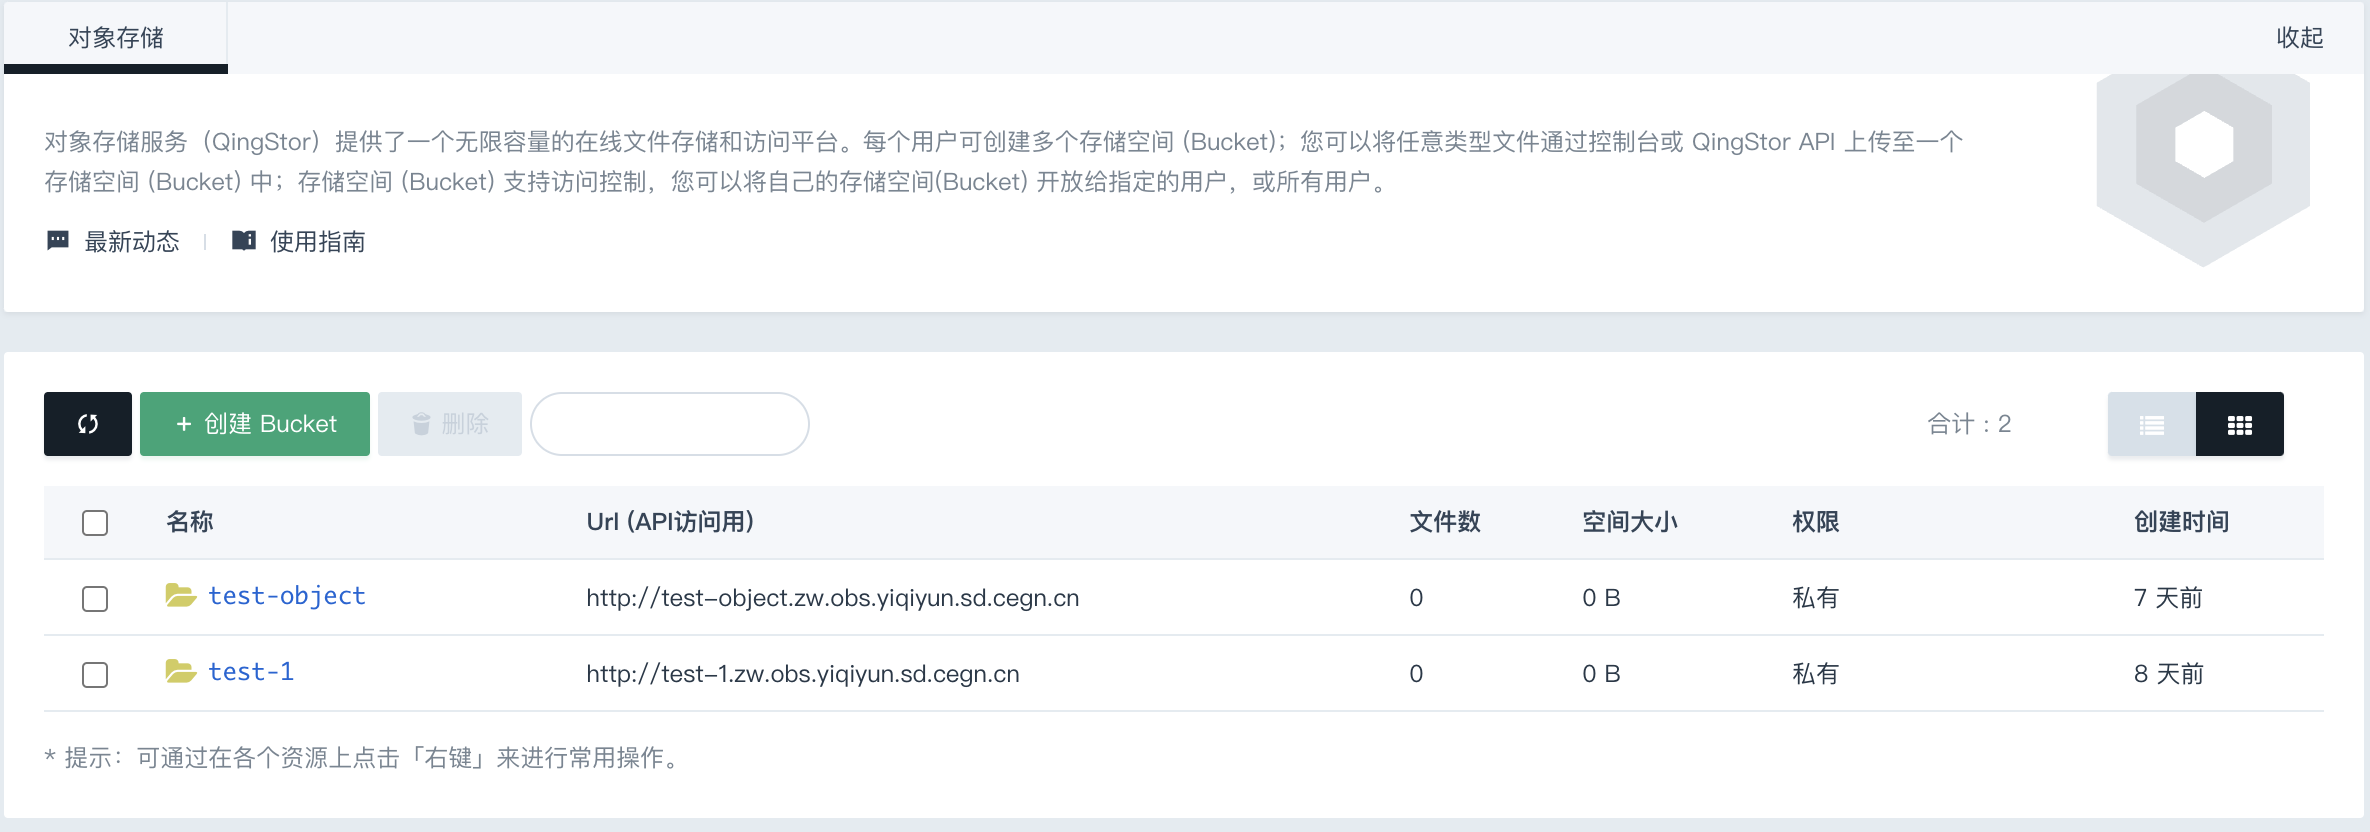 对象存储
收起
对象存储服务（QingStor）提供了一个无限容量的在线文件存储和访问平台。每个用户可创建多个存储空间 (Bucket)；您可以将任意类型文件通过控制台或 QingStor API 上传至一个
存储空间 (Bucket) 中；存储空间 (Bucket) 支持访问控制，您可以将自己的存储空间(Bucket) 开放给指定的用户，或所有用户。
最新动态 使用指南
+ 创建 Bucket 删除 合计：2
名称 Url (API访问用) 文件数 空间大小 权限 创建时间
test-object http://test-object.zw.obs.yiqiyun.sd.cegn.cn 0 0 B 私有 7 天前
test-1 http://test-1.zw.obs.yiqiyun.sd.cegn.cn 0 0 B 私有 8 天前
* 提示：可通过在各个资源上点击「右键」来进行常用操作。